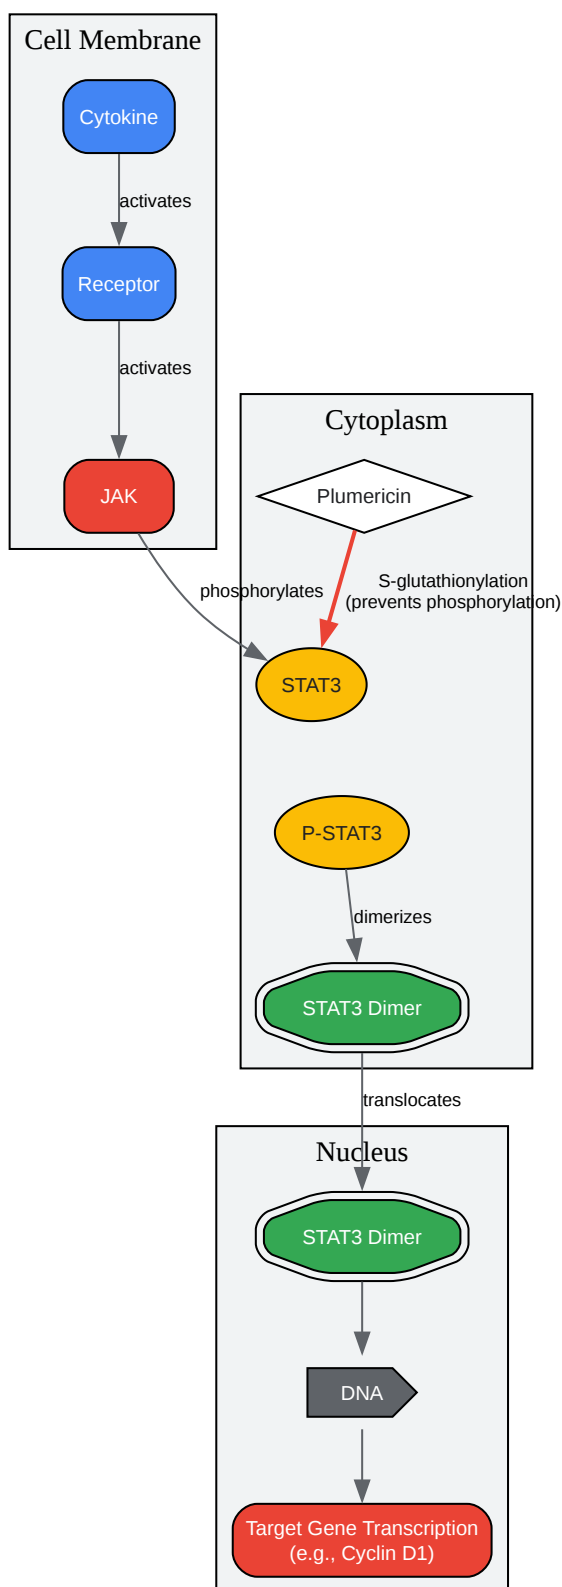 Cell Membrane
Cytokine
activates
Receptor
activates
JAK
phosphorylates
Cytoplasm
Plumericin
S-glutathionylation
(prevents phosphorylation)
STAT3
P-STAT3
dimerizes
STAT3 Dimer
translocates
Nucleus
STAT3 Dimer
DNA
Target Gene Transcription
(e.g., Cyclin D1)